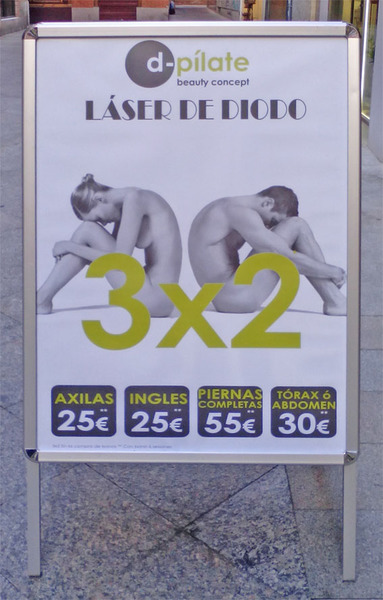 d-pílate
beauty concept
LÁSER DE DIODO
3x2
AXILAS
25€**
INGLES
25€**
PIERNAS
COMPLETAS
55€**
TÓRAX ó
ABDOMEN
30€**